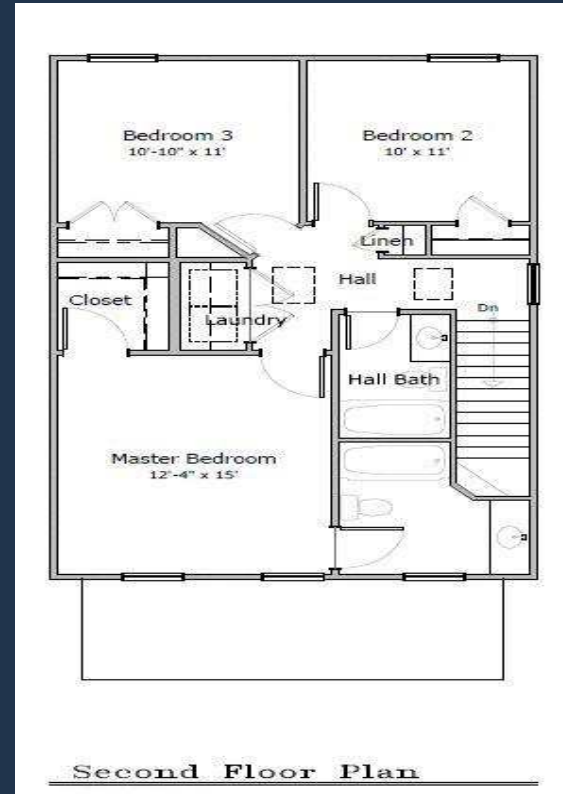 Bedroom 3
10'-10" x 11'
Bedroom 2
10' x 11'
Linen
Hall
Closet
Laundry
Dn
Hall Bath
Master Bedroom
12'-4" x 15'
Second Floor Plan